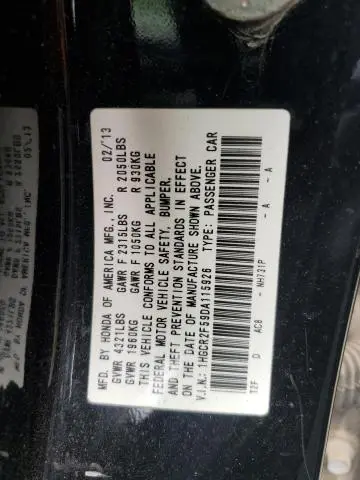 MFD. BY HONDA OF AMERICA MFG., INC. 02/13
GVWR 4321LBS GAWR F 2315LBS R 2050LBS
GVWR 1960KG GAWR F 1050KG R 930KG
THIS VEHICLE CONFORMS TO ALL APPLICABLE
FEDERAL MOTOR VEHICLE SAFETY, BUMPER,
AND THEFT PREVENTION STANDARDS IN EFFECT
ON THE DATE OF MANUFACTURE SHOWN ABOVE.
V.I.N.: 1HGCR2F59DA115926 TYPE: PASSENGER CAR
TZF D AC8 - NH731P - A - A